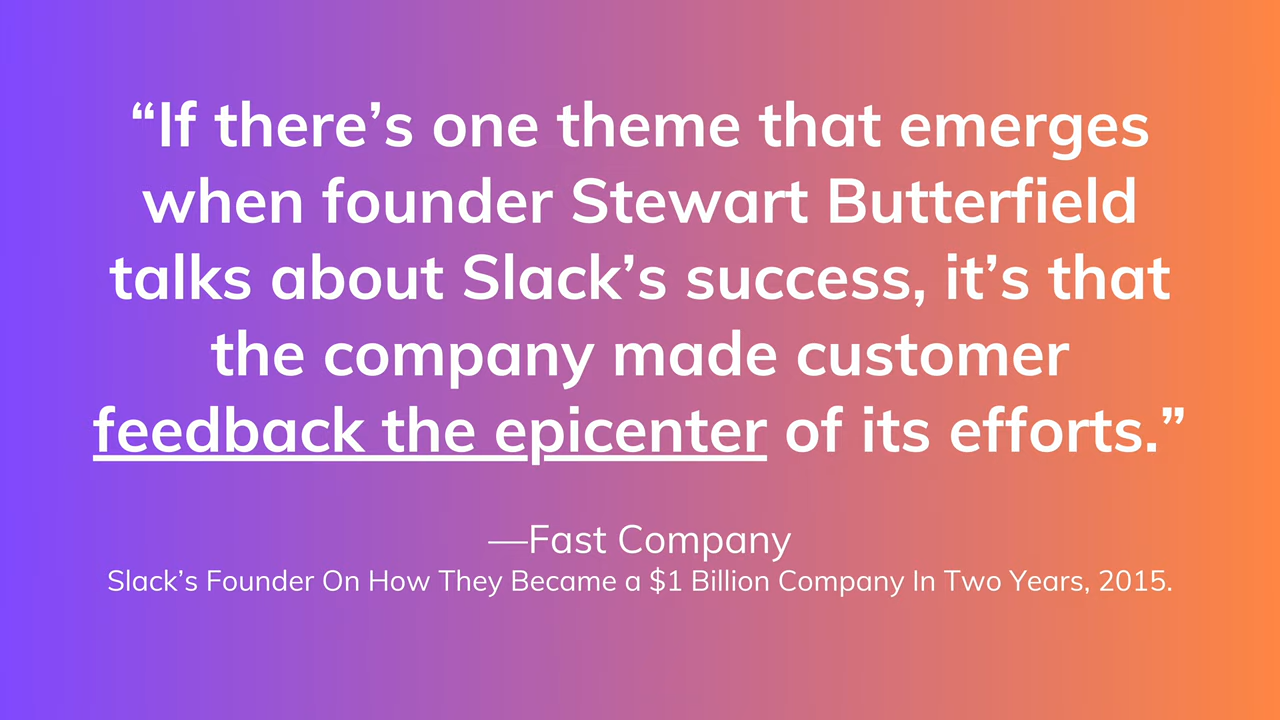 “If there’s one theme that emerges
when founder Stewart Butterfield
talks about Slack’s success, it’s that
the company made customer
feedback the epicenter of its efforts.”
—Fast Company
Slack’s Founder On How They Became a $1 Billion Company In Two Years, 2015.